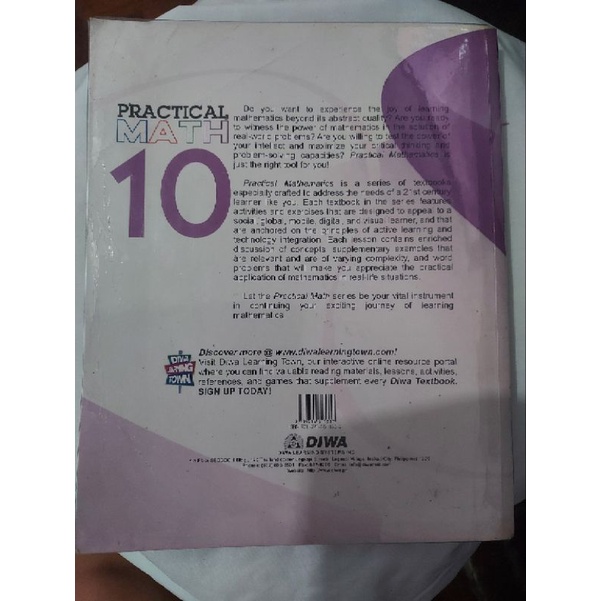 PRACTICAL
MATH
10
Do you want to experience the joy of learning
mathematics beyond its abstract quality? Are you ready
to witness the power of mathematics in the solution of
real-world problems? Are you willing to test the power of
your intellect and maximize your critical thinking and
problem-solving capacities? Practical Mathematics is
just the right tool for you!
Practical Mathematics is a series of textbooks
especially crafted to address the needs of a 21st century
learner like you. Each textbook in the series features
activities and exercises that are designed to appeal to a
social, global, mobile, digital, and visual learner, and that
are anchored on the principles of active learning and
technology integration. Each lesson contains enriched
discussion of concepts, supplementary examples that
are relevant and are of varying complexity, and word
problems that will make you appreciate the practical
application of mathematics in real-life situations.
Let the Practical Math series be your vital instrument
in continuing your exciting journey of learning
mathematics.
DIWA
LEARNING
TOWN
Discover more @ www.diwalearningtown.com!
Visit Diwa Learning Town, our interactive online resource portal
where you can find valuable reading materials, lessons, activities,
references, and games that supplement every Diwa Textbook.
SIGN UP TODAY!
DIWA
DIWA LEARNING SYSTEMS INC